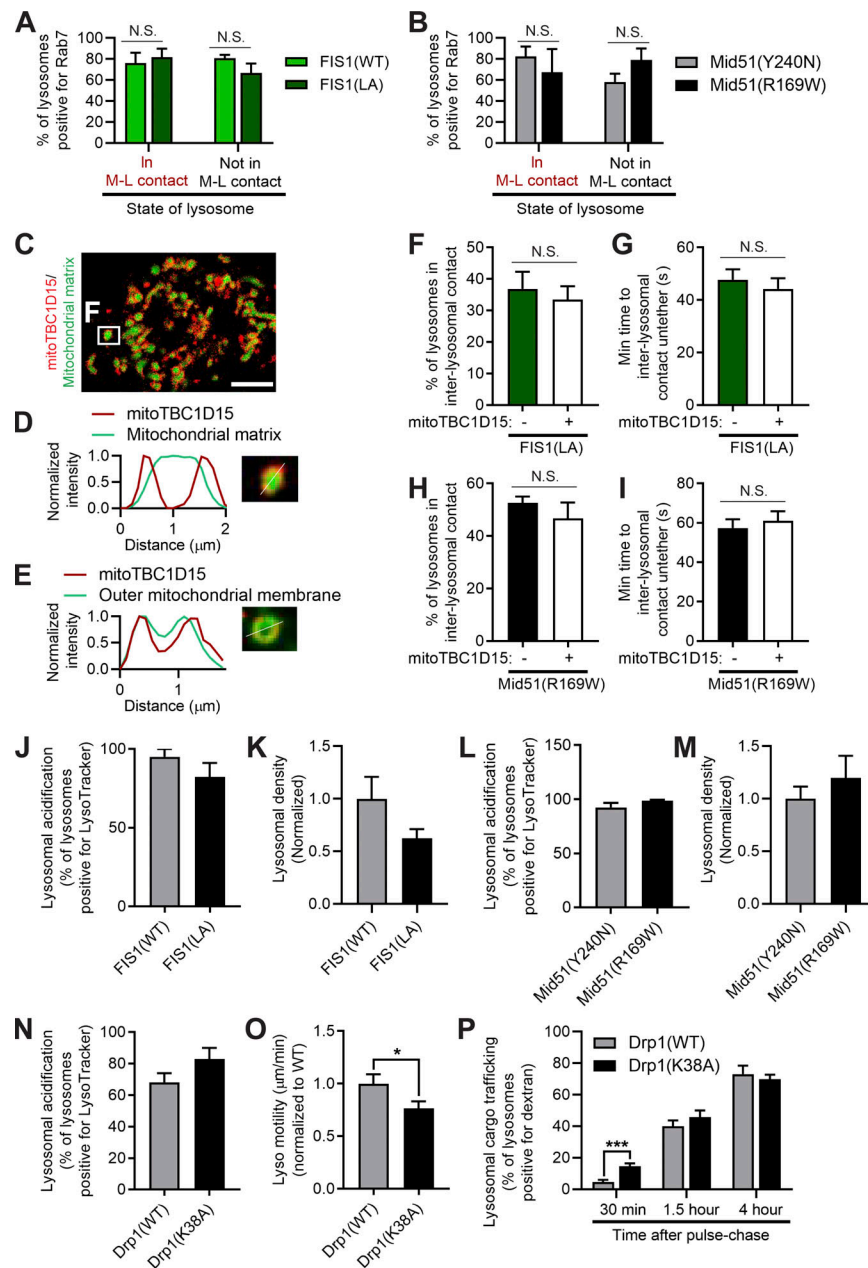 A
% of lysosomes
positive for Rab7
100
80
60
40
20
0
N.S.
N.S.
FIS1(WT)
FIS1(LA)
In
M-L contact
Not in
M-L contact
State of lysosome
B
% of lysosomes
positive for Rab7
100
80
60
40
20
0
N.S.
N.S.
Mid51(Y240N)
Mid51(R169W)
In
M-L contact
Not in
M-L contact
State of lysosome
C
mitoTBC1D15/
Mitochondrial matrix
F
D
mitoTBC1D15
Mitochondrial matrix
Normalized
intensity
1.0
0.5
0.0
0
1
2
Distance (μm)
E
mitoTBC1D15
Outer mitochondrial membrane
Normalized
intensity
1.0
0.5
0.0
0
1
Distance (μm)
F
% of lysosomes in
inter-lysosomal contact
50
40
30
20
10
0
N.S.
mitoTBC1D15: - +
FIS1(LA)
G
Min time to
inter-lysosomal
contact untether (s)
60
40
20
0
N.S.
mitoTBC1D15: - +
FIS1(LA)
H
% of lysosomes in
inter-lysosomal contact
60
40
20
0
N.S.
mitoTBC1D15: - +
Mid51(R169W)
I
Min time to
inter-lysosomal
contact untether (s)
80
60
40
20
0
N.S.
mitoTBC1D15: - +
Mid51(R169W)
J
Lysosomal acidification
(% of lysosomes
positive for LysoTracker)
100
50
0
FIS1(WT)
FIS1(LA)
K
Lysosomal density
(Normalized)
1.5
1.0
0.5
0.0
FIS1(WT)
FIS1(LA)
L
Lysosomal acidification
(% of lysosomes
positive for LysoTracker)
150
100
50
0
Mid51(Y240N)
Mid51(R169W)
M
Lysosomal density
(Normalized)
1.5
1.0
0.5
0.0
Mid51(Y240N)
Mid51(R169W)
N
Lysosomal acidification
(% of lysosomes
positive for LysoTracker)
100
80
60
40
20
0
Drp1(WT)
Drp1(K38A)
O
Lyso motility (μm/min)
(normalized to WT)
1.5
1.0
0.5
0.0
*
Drp1(WT)
Drp1(K38A)
P
Lysosomal cargo trafficking
(% of lysosomes
positive for dextran)
100
80
60
40
20
0
Drp1(WT)
Drp1(K38A)
***
30 min
1.5 hour
4 hour
Time after pulse-chase